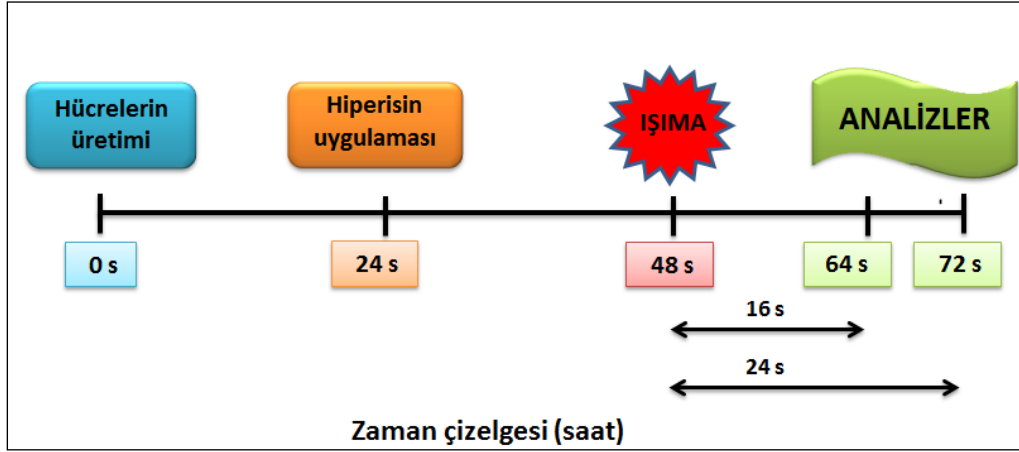 Hücrelerin
üretimi
Hiperisin
uygulaması
IŞIMA
ANALİZLER
0 s
24 s
48 s
64 s
72 s
16 s
24 s
Zaman çizelgesi (saat)